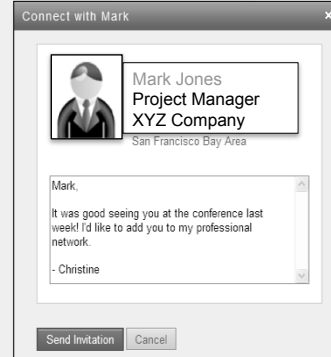 Connect with Mark
x
Mark Jones
Project Manager
XYZ Company
San Francisco Bay Area
Mark,
It was good seeing you at the conference last
week! I'd like to add you to my professional
network.
- Christine
Send Invitation Cancel